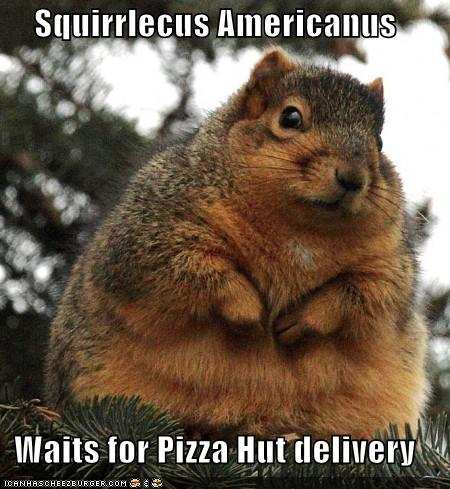 Squirrlecus Americanus
Waits for Pizza Hut delivery
ICANHASCHEEZBURGER.COM